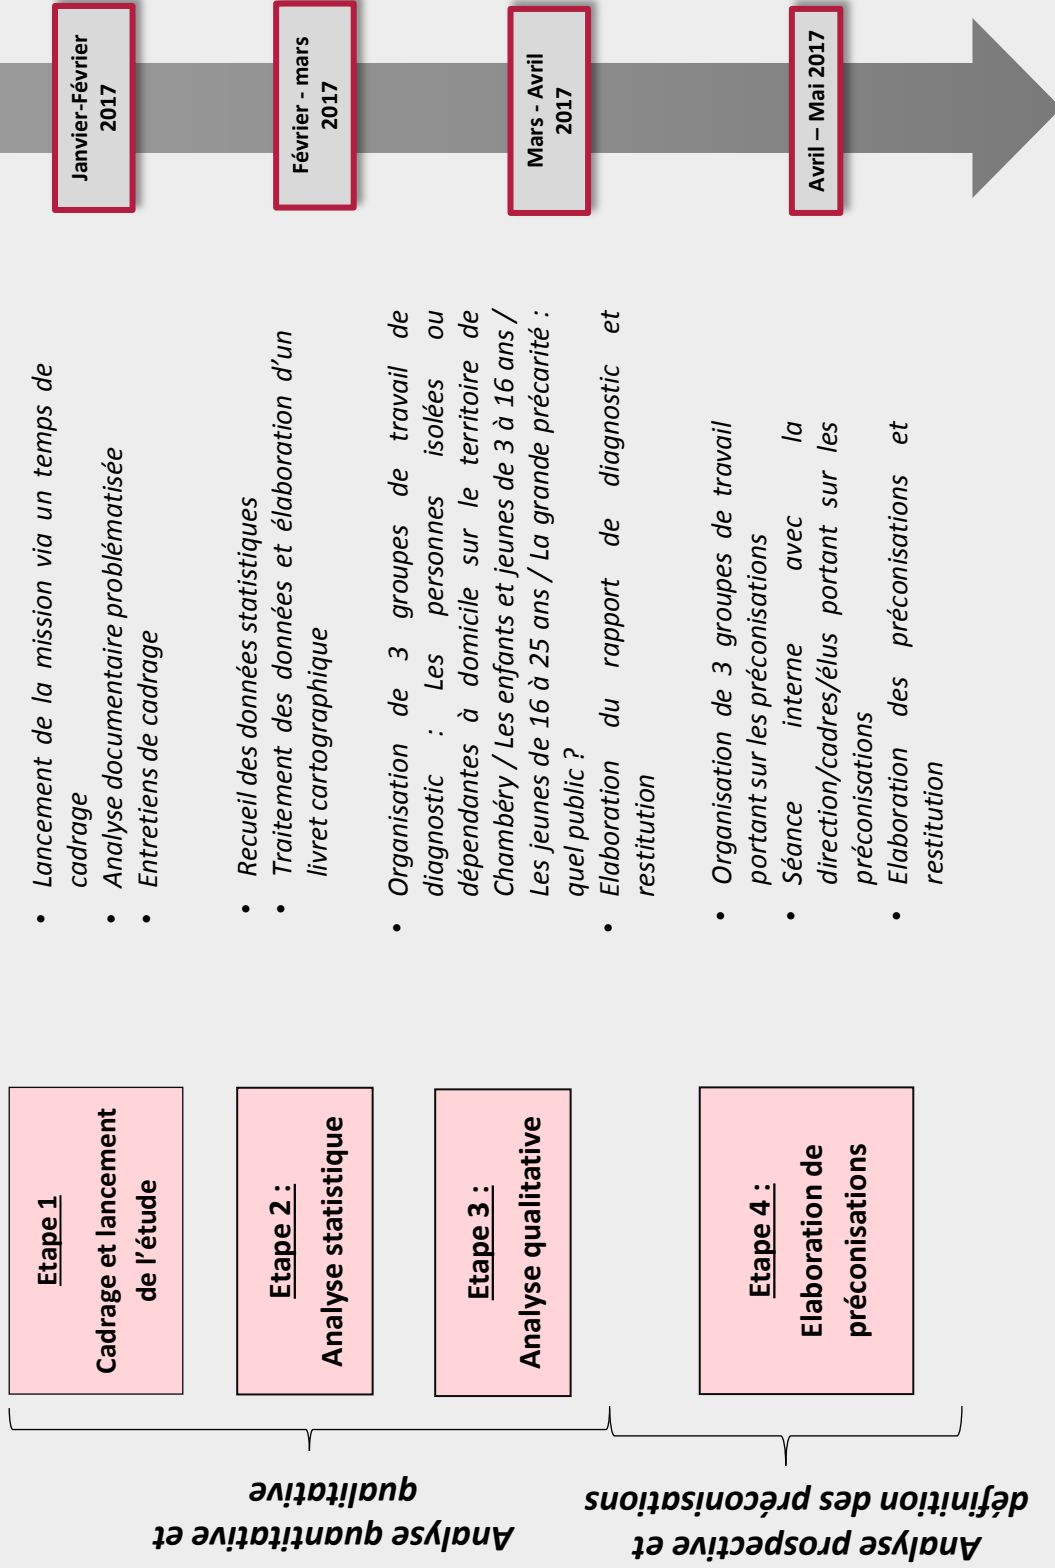 Analyse quantitative et
qualitative
Etape 1
Cadrage et lancement
de l'étude
• Lancement de la mission via un temps de
cadrage
• Analyse documentaire problématisée
• Entretiens de cadrage
Janvier-Février
2017
Etape 2 :
Analyse statistique
• Recueil des données statistiques
• Traitement des données et élaboration d'un
livret cartographique
Février - mars
2017
Etape 3 :
Analyse qualitative
• Organisation de 3 groupes de travail de
diagnostic : Les personnes isolées ou
dépendantes à domicile sur le territoire de
Chambéry / Les enfants et jeunes de 3 à 16 ans /
Les jeunes de 16 à 25 ans / La grande précarité :
quel public ?
• Elaboration du rapport de diagnostic et
restitution
Mars - Avril
2017
Analyse prospective et
définition des préconisations
Etape 4 :
Elaboration de
préconisations
• Organisation de 3 groupes de travail
portant sur les préconisations
• Séance interne avec la
direction/cadres/élus portant sur les
préconisations
• Elaboration des préconisations et
restitution
Avril – Mai 2017